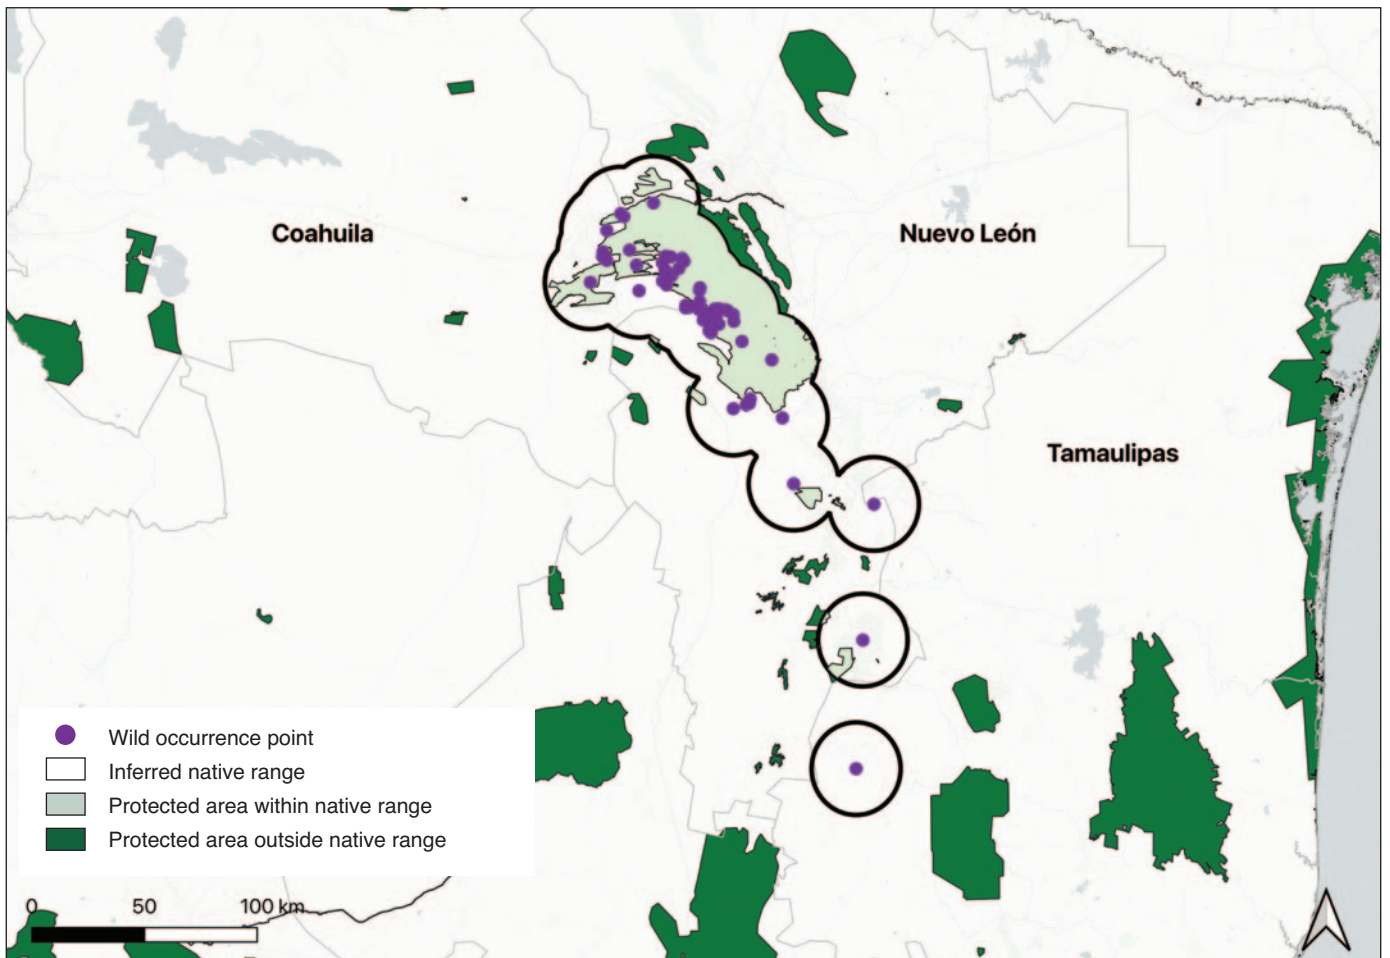 Coahuila
Nuevo León
Tamaulipas
Wild occurrence point
Inferred native range
Protected area within native range
Protected area outside native range
0 50 100 km